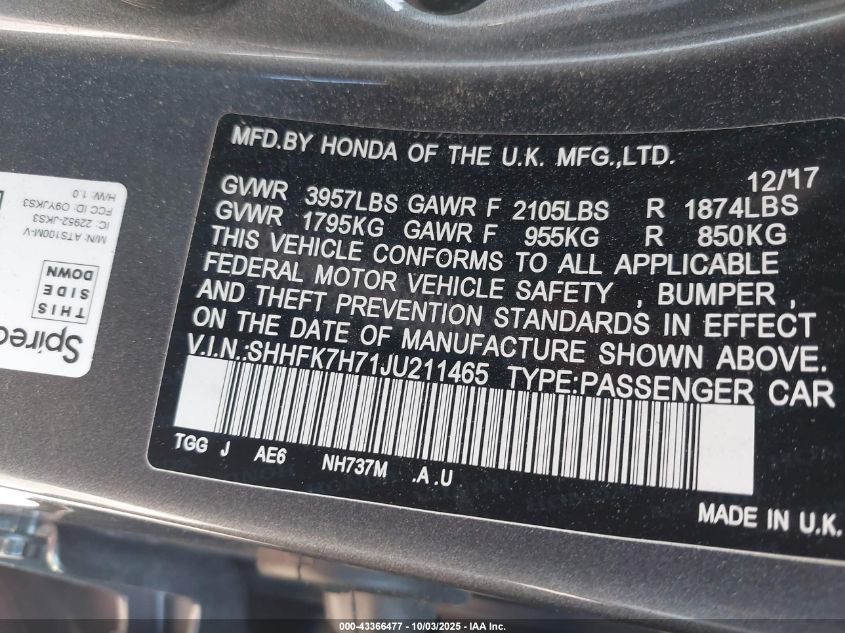 MFD.BY HONDA OF THE U.K. MFG.,LTD.
12/17
GVWR 3957LBS GAWR F 2105LBS R 1874LBS
GVWR 1795KG GAWR F 955KG R 850KG
THIS VEHICLE CONFORMS TO ALL APPLICABLE
FEDERAL MOTOR VEHICLE SAFETY , BUMPER ,
AND THEFT PREVENTION STANDARDS IN EFFECT
ON THE DATE OF MANUFACTURE SHOWN ABOVE.
V.I.N.:SHHFK7H71JU211465 TYPE:PASSENGER CAR
TGG J AE6 NH737M .A .U
MADE IN U.K.
Spirec
THIS
SIDE
DOWN
M/N: ATS100M-V
IC: 22952-JKS3
FCC ID: O9YJKS3
H/W: 1.0
000-43366477 - 10/03/2025 - IAA Inc.